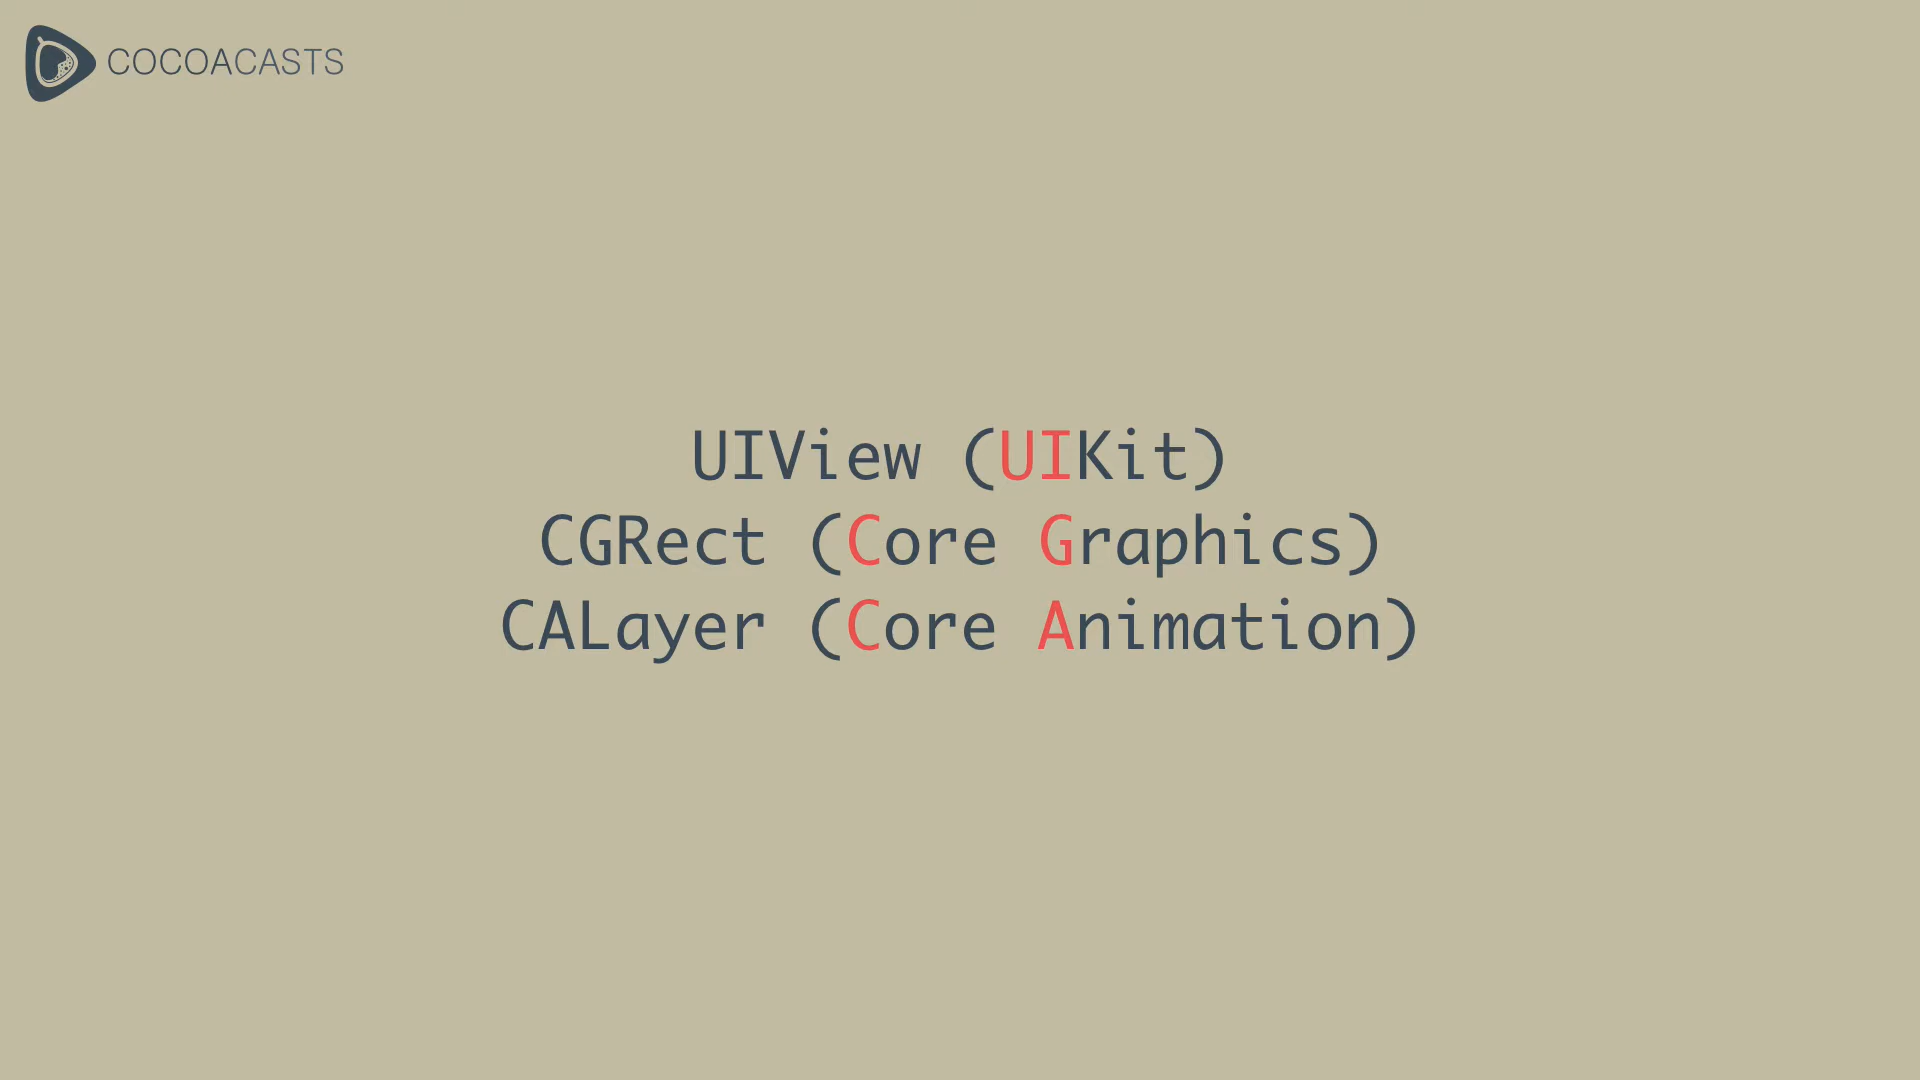 COCOACASTS
UIView (UIKit)
CGRect (Core Graphics)
CALayer (Core Animation)